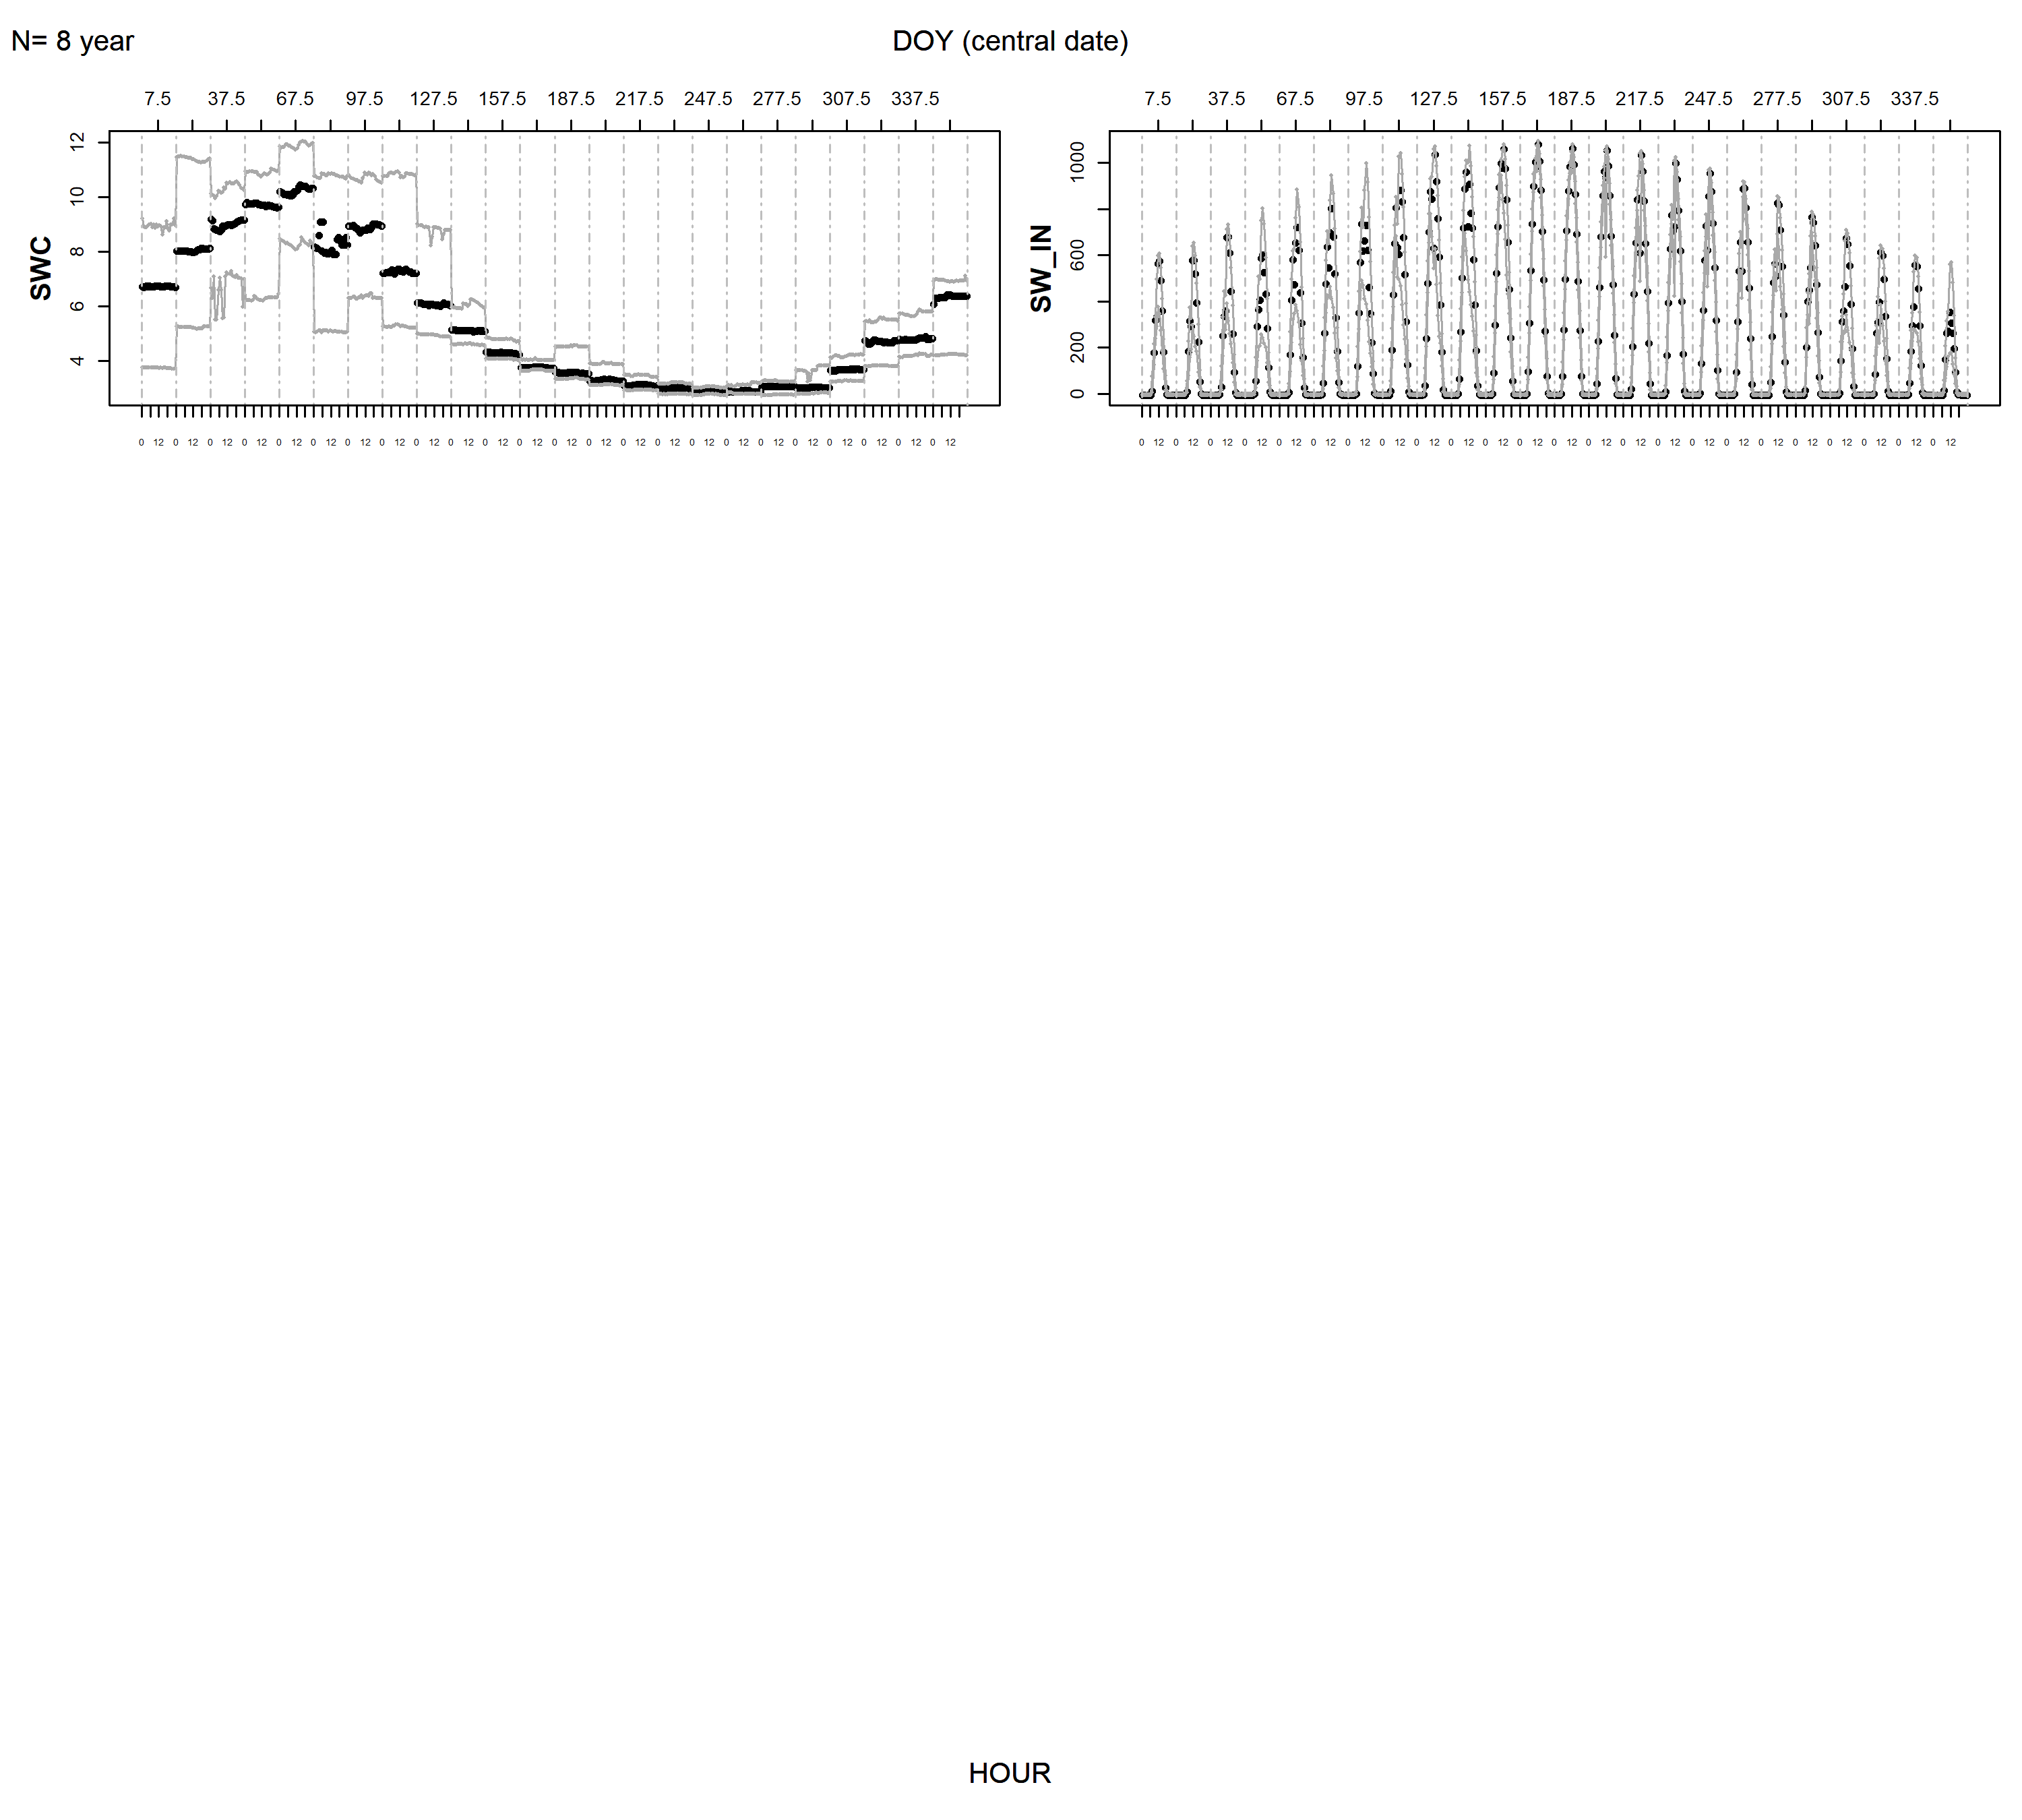 N= 8 year
DOY (central date)
7.5 37.5 67.5 97.5 127.5 157.5 187.5 217.5 247.5 277.5 307.5 337.5
SWC
12
10
8
6
4
0 12 0 12 0 12 0 12 0 12 0 12 0 12 0 12 0 12 0 12 0 12 0 12 0 12 0 12 0 12 0 12 0 12 0 12 0 12 0 12 0 12 0 12 0 12 0 12
7.5 37.5 67.5 97.5 127.5 157.5 187.5 217.5 247.5 277.5 307.5 337.5
SW_IN
1000
600
200
0
0 12 0 12 0 12 0 12 0 12 0 12 0 12 0 12 0 12 0 12 0 12 0 12 0 12 0 12 0 12 0 12 0 12 0 12 0 12 0 12 0 12 0 12 0 12 0 12
HOUR